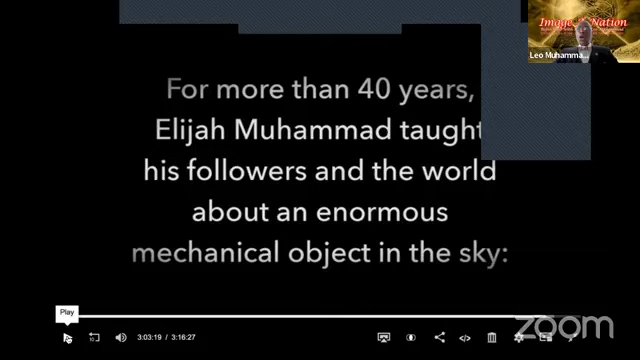 Image & Nation
Leo Muhamma...
For more than 40 years,
Elijah Muhammad taught
his followers and the world
about an enormous
mechanical object in the sky:
Play
10
3:03:19 / 3:16:27
zoom